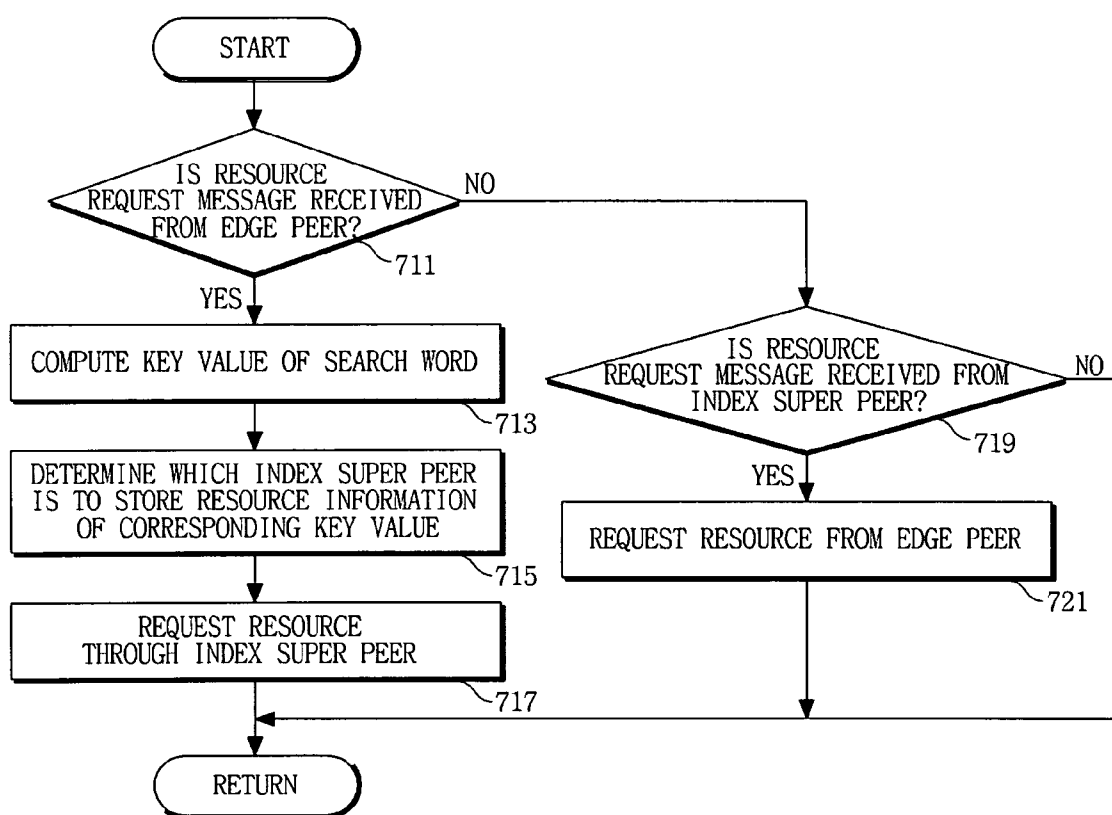 START
IS RESOURCE
REQUEST MESSAGE RECEIVED
FROM EDGE PEER?
711
NO
YES
COMPUTE KEY VALUE OF SEARCH WORD
713
DETERMINE WHICH INDEX SUPER PEER
IS TO STORE RESOURCE INFORMATION
OF CORRESPONDING KEY VALUE
715
REQUEST RESOURCE
THROUGH INDEX SUPER PEER
717
IS RESOURCE
REQUEST MESSAGE RECEIVED FROM
INDEX SUPER PEER?
719
NO
YES
REQUEST RESOURCE FROM EDGE PEER
721
RETURN